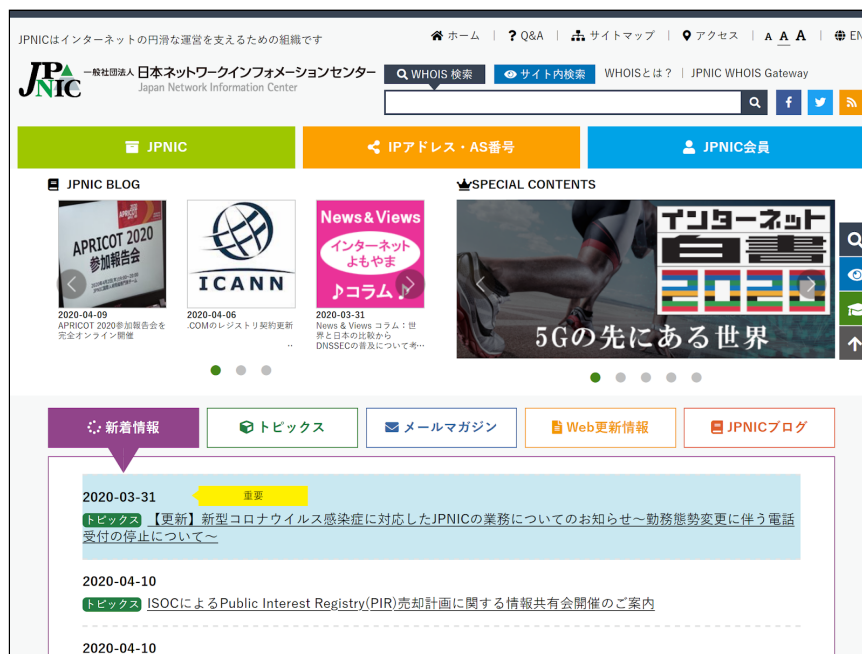 JPNICはインターネットの円滑な運営を支えるための組織です
ホーム | ? Q&A | サイトマップ | アクセス | A A A | EN
JPNIC 一般社団法人 日本ネットワークインフォメーションセンター
Japan Network Information Center
WHOIS 検索 サイト内検索 WHOISとは？ | JPNIC WHOIS Gateway
JPNIC IPアドレス・AS番号 JPNIC会員
JPNIC BLOG
APRICOT 2020
参加報告会
ICANN
News&Views
インターネット
よもやま
♪コラム♪
2020-04-09
APRICOT 2020参加報告会を
完全オンライン開催
2020-04-06
.COMのレジストリ契約更新
..
2020-03-31
News & Views コラム：世
界と日本の比較から
DNSSECの普及について考…
SPECIAL CONTENTS
インターネット
白書
2020
5Gの先にある世界
新着情報 トピックス メールマガジン Web更新情報 JPNICブログ
2020-03-31 重要
トピックス 【更新】新型コロナウイルス感染症に対応したJPNICの業務についてのお知らせ～勤務態勢変更に伴う電話
受付の停止について～
2020-04-10
トピックス ISOCによるPublic Interest Registry(PIR)売却計画に関する情報共有会開催のご案内
2020-04-10